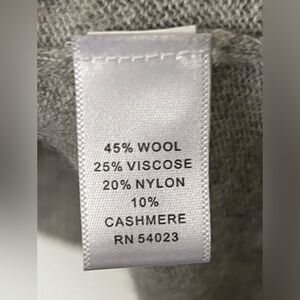 45% WOOL
25% VISCOSE
20% NYLON
10%
CASHMERE
RN 54023